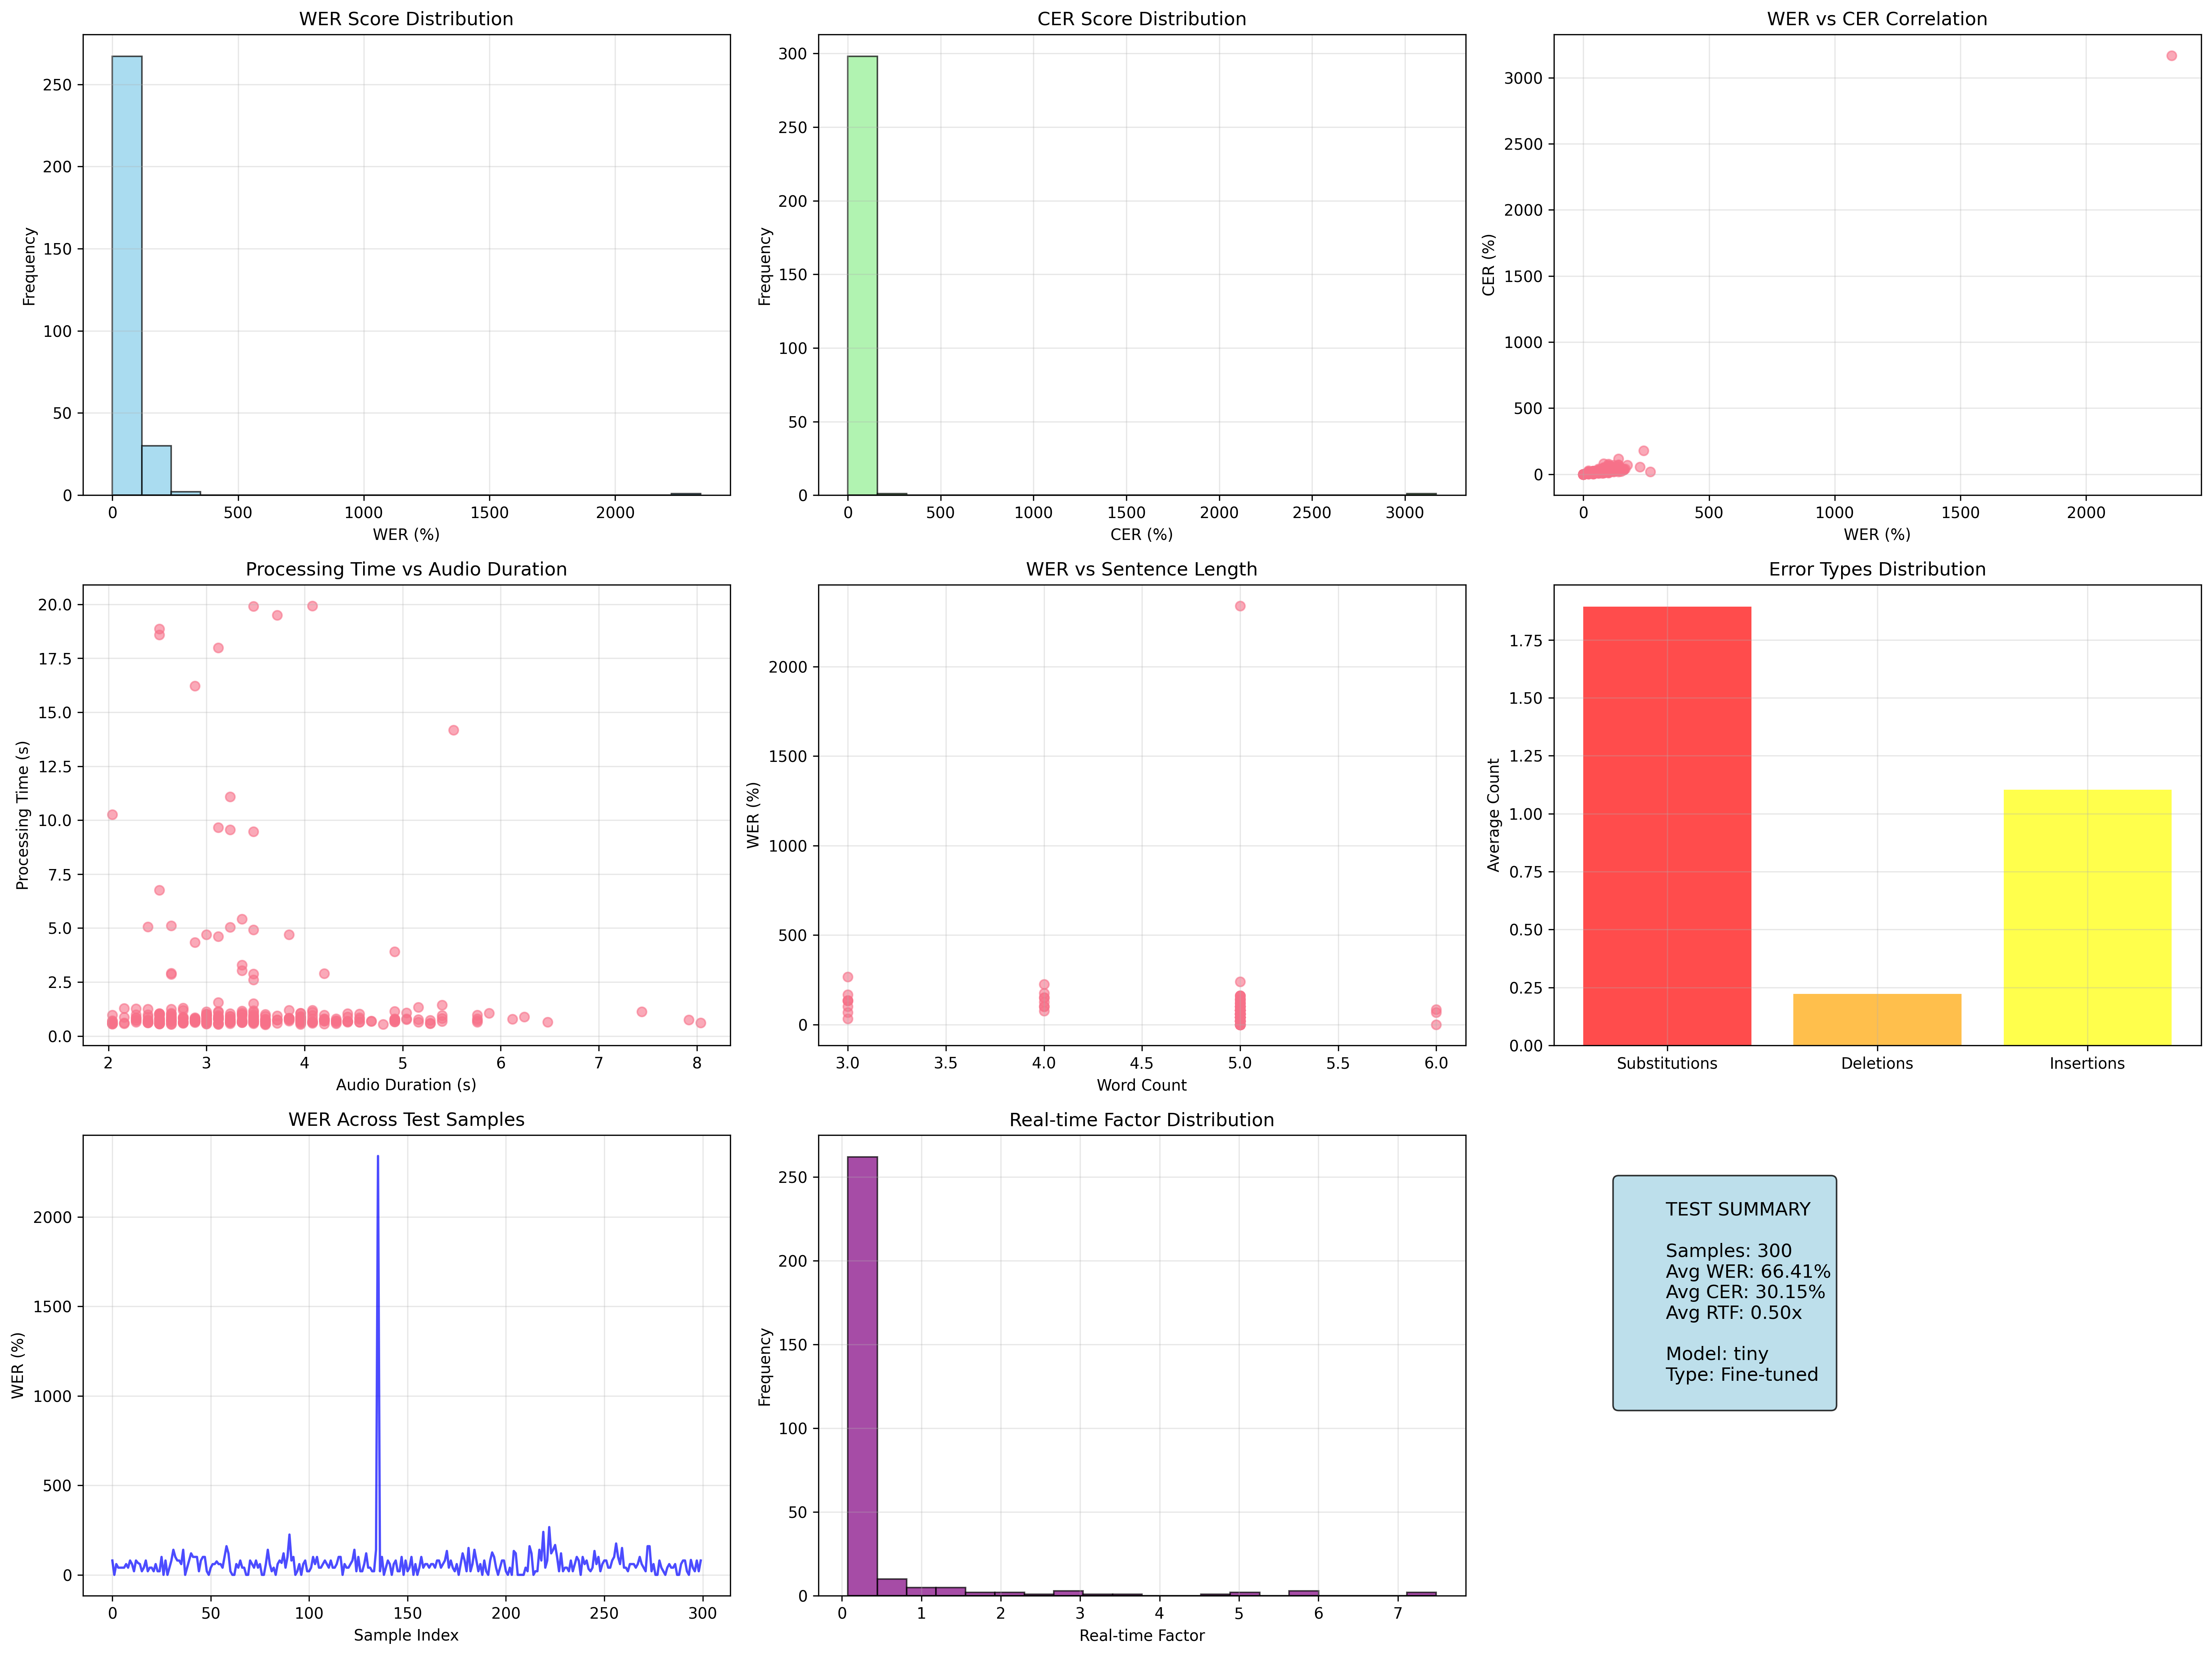 WER Score Distribution
250
200
150
100
50
0
Frequency
0 500 1000 1500 2000
WER (%)
CER Score Distribution
300
250
200
150
100
50
0
Frequency
0 500 1000 1500 2000 2500 3000
CER (%)
WER vs CER Correlation
3000
2500
2000
1500
1000
500
0
CER (%)
0 500 1000 1500 2000
WER (%)
Processing Time vs Audio Duration
20.0
17.5
15.0
12.5
10.0
7.5
5.0
2.5
0.0
Processing Time (s)
2 3 4 5 6 7 8
Audio Duration (s)
WER vs Sentence Length
2000
1500
1000
500
0
WER (%)
3.0 3.5 4.0 4.5 5.0 5.5 6.0
Word Count
Error Types Distribution
1.75
1.50
1.25
1.00
0.75
0.50
0.25
0.00
Average Count
Substitutions Deletions Insertions
WER Across Test Samples
2000
1500
1000
500
0
WER (%)
0 50 100 150 200 250 300
Sample Index
Real-time Factor Distribution
250
200
150
100
50
0
Frequency
0 1 2 3 4 5 6 7
Real-time Factor
TEST SUMMARY
Samples: 300
Avg WER: 66.41%
Avg CER: 30.15%
Avg RTF: 0.50x
Model: tiny
Type: Fine-tuned